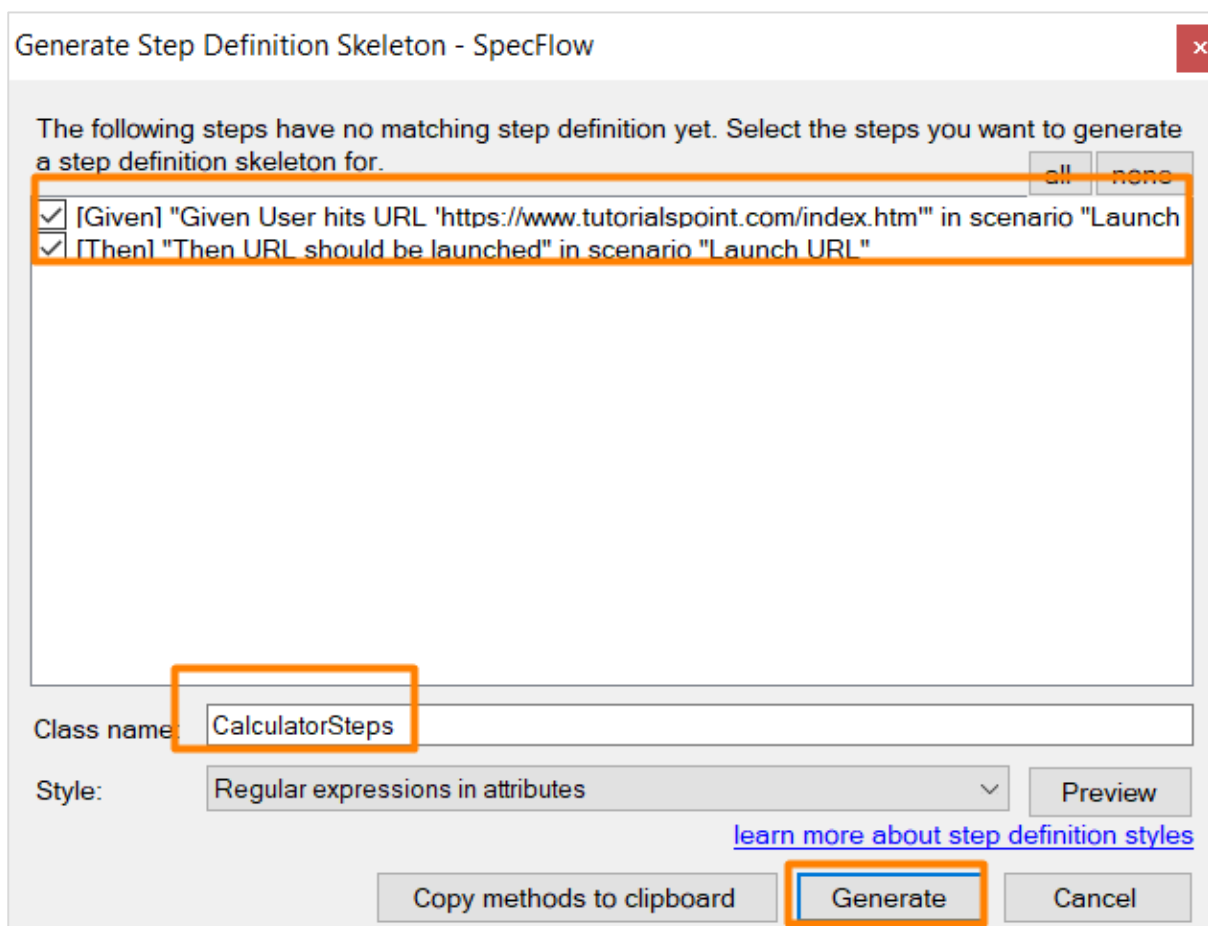 Generate Step Definition Skeleton - SpecFlow
The following steps have no matching step definition yet. Select the steps you want to generate
a step definition skeleton for.
all none
[Given] "Given User hits URL 'https://www.tutorialspoint.com/index.htm'" in scenario "Launch
[Then] "Then URL should be launched" in scenario "Launch URL"
Class name: CalculatorSteps
Style: Regular expressions in attributes Preview
learn more about step definition styles
Copy methods to clipboard Generate Cancel